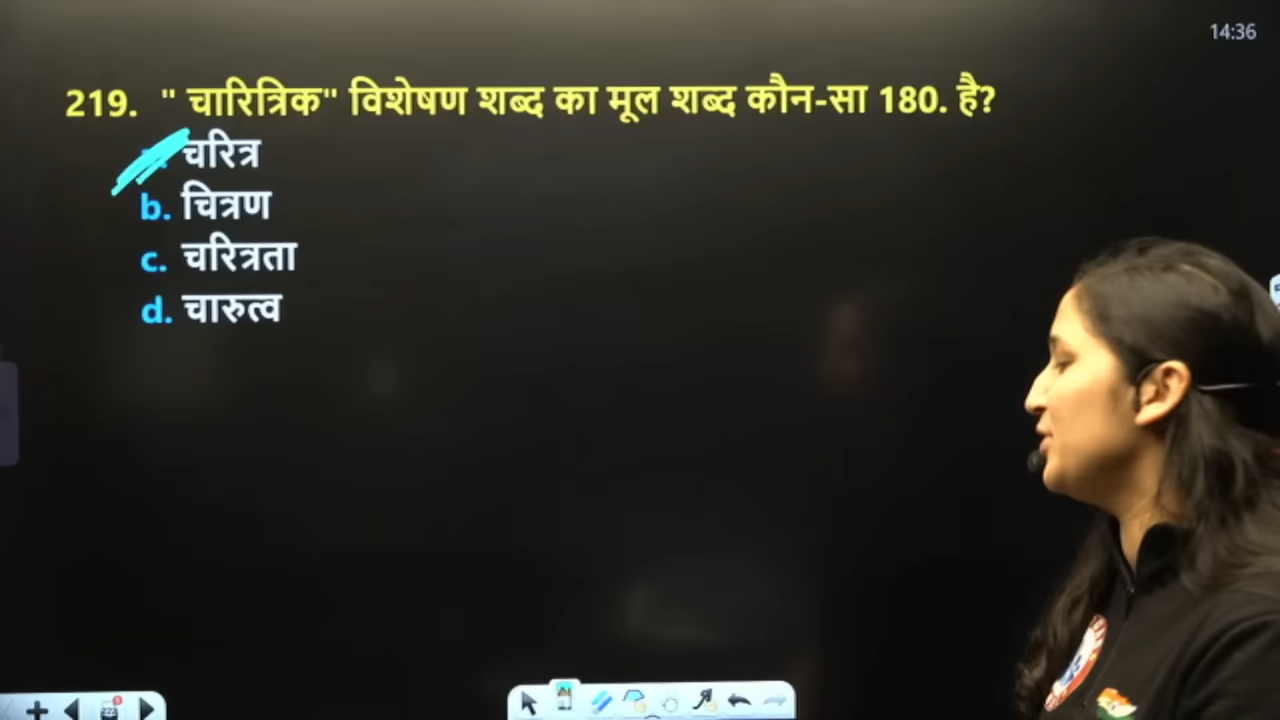 14:36
219. " चारित्रिक" विशेषण शब्द का मूल शब्द कौन-सा 180. है?
चरित्र
b. चित्रण
c. चरित्रता
d. चारुत्व